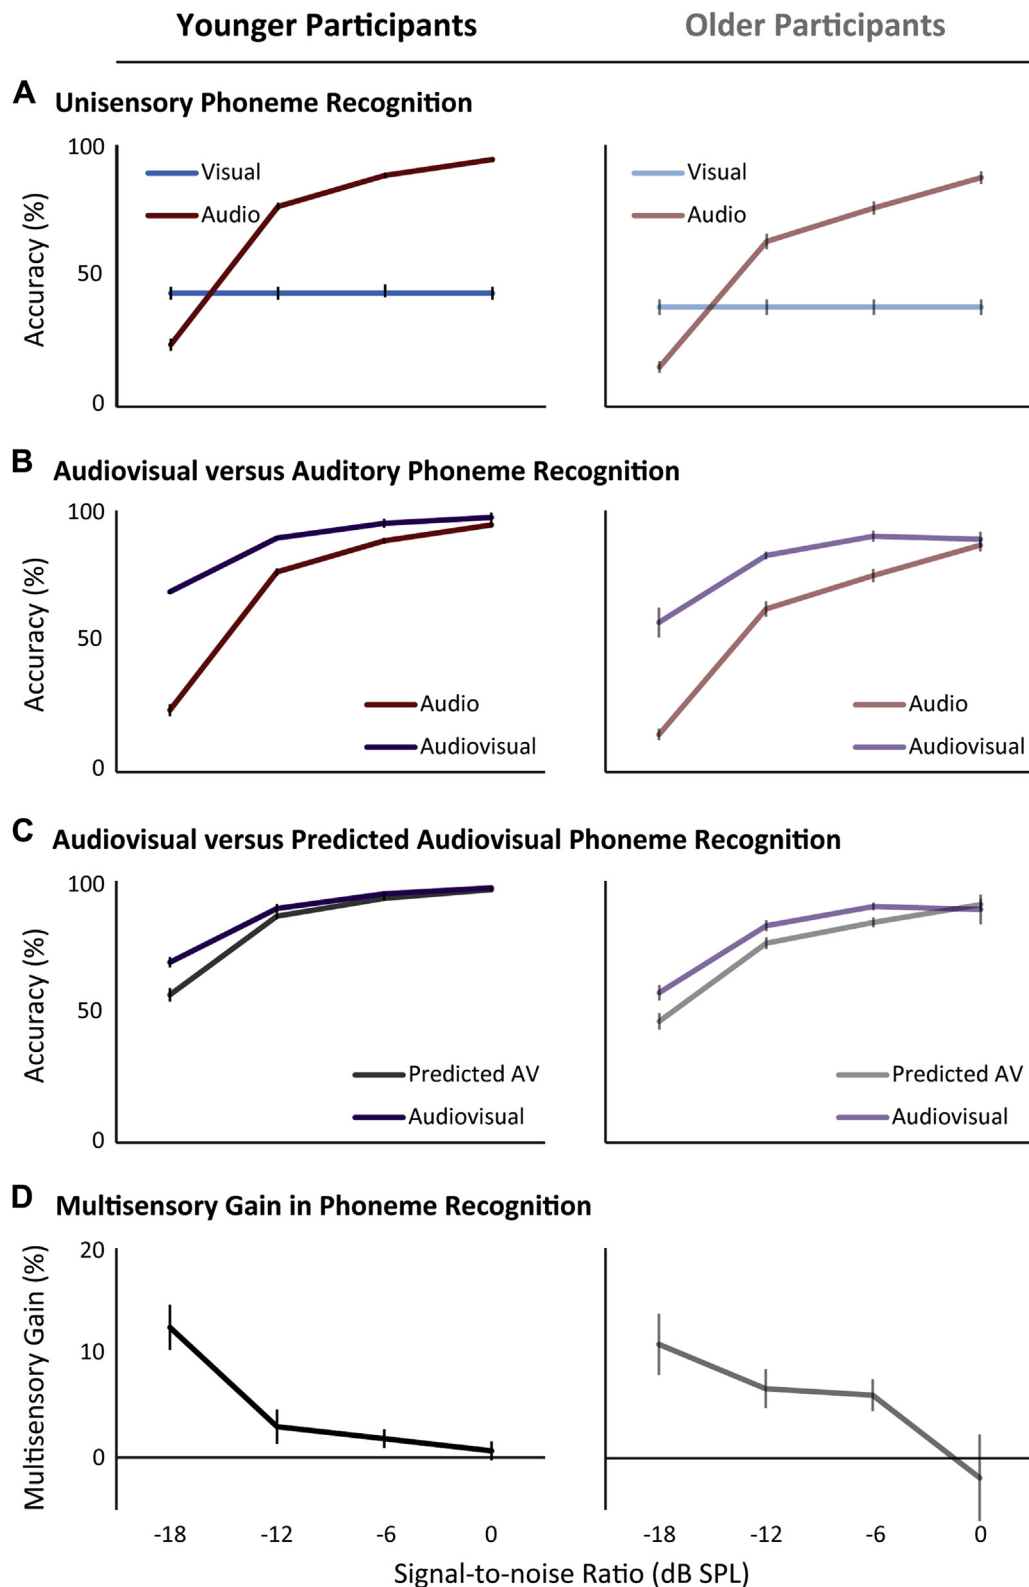 Younger Participants Older Participants
A Unisensory Phoneme Recognition
100
50
0
Accuracy (%)
Visual
Audio
Visual
Audio
B Audiovisual versus Auditory Phoneme Recognition
100
50
0
Accuracy (%)
Audio
Audiovisual
Audio
Audiovisual
C Audiovisual versus Predicted Audiovisual Phoneme Recognition
100
50
0
Accuracy (%)
Predicted AV
Audiovisual
Predicted AV
Audiovisual
D Multisensory Gain in Phoneme Recognition
20
10
0
Multisensory Gain (%)
-18 -12 -6 0 -18 -12 -6 0
Signal-to-noise Ratio (dB SPL)